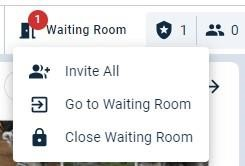 1
Waiting Room 1 0
Invite All
Go to Waiting Room
Close Waiting Room